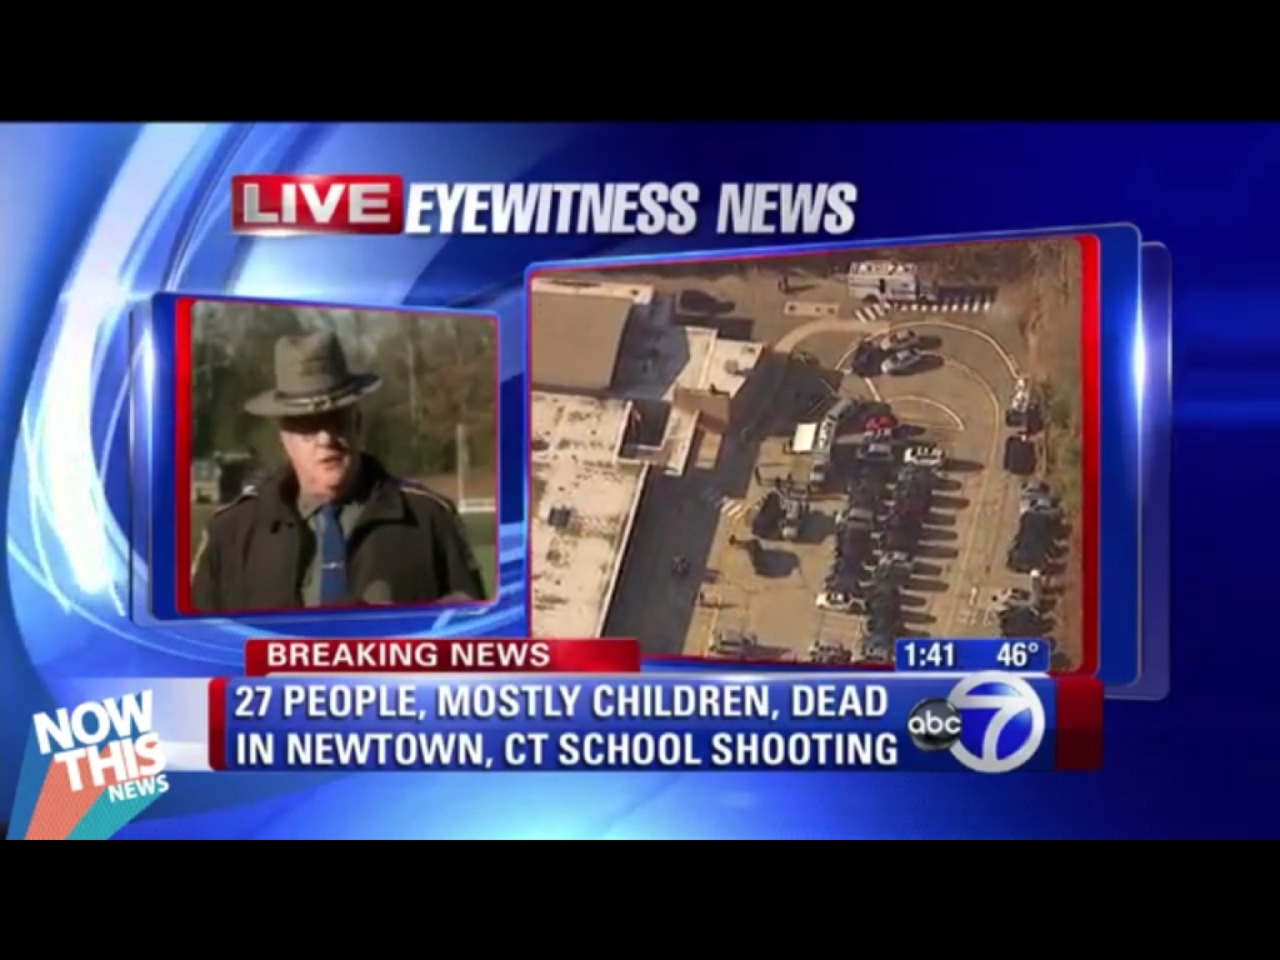 LIVE EYEWITNESS NEWS
BREAKING NEWS
1:41 46°
27 PEOPLE, MOSTLY CHILDREN, DEAD
IN NEWTOWN, CT SCHOOL SHOOTING
abc 7
NOW
THIS
NEWS